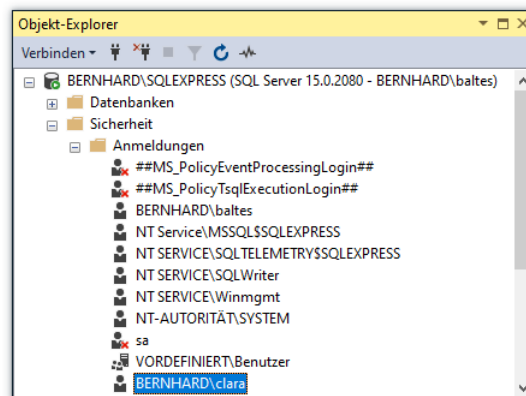 Objekt-Explorer
Verbinden
BERNHARD\SQLEXPRESS (SQL Server 15.0.2080 - BERNHARD\baltes)
Datenbanken
Sicherheit
Anmeldungen
##MS_PolicyEventProcessingLogin##
##MS_PolicyTsqlExecutionLogin##
BERNHARD\baltes
NT Service\MSSQL$SQLEXPRESS
NT SERVICE\SQLTELEMETRY$SQLEXPRESS
NT SERVICE\SQLWriter
NT SERVICE\Winmgmt
NT-AUTORITÄT\SYSTEM
sa
VORDEFINIERT\Benutzer
BERNHARD\clara